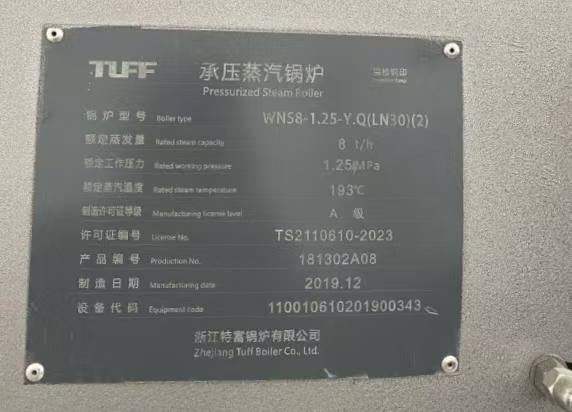 TUFF 承压蒸汽锅炉 监检钢印
Pressurized Steam Boiler
锅炉型号 Boiler type WNS8-1.25-Y.Q(LN30)(2)
额定蒸发量 Rated steam capacity 8 t/h
额定工作压力 Rated working pressure 1.25MPa
额定蒸汽温度 Rated steam temperature 193℃
制造许可证等级 Manufacturing license level A 级
许可证编号 License No. TS2110610-2023
产品编号 Production No. 181302A08
制造日期 Manufacturing date 2019.12
设备代码 Equipment code 110010610201900343
浙江特富锅炉有限公司
Zhejiang Tuff Boiler Co., Ltd.